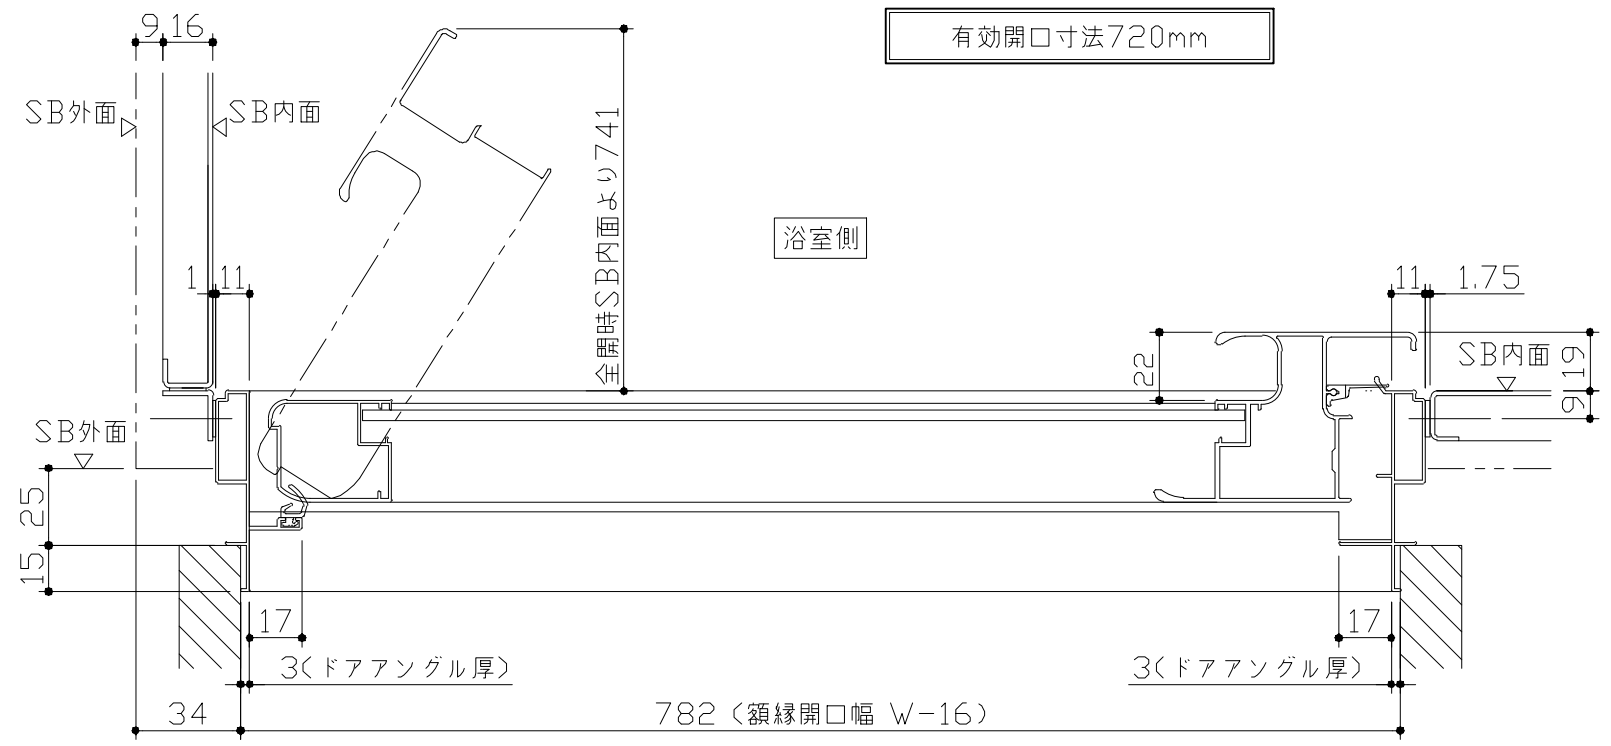 9 16
有効開口寸法720mm
SB外面
SB内面
全開時SB内面より741
浴室側
1 11
11 1.75
22
SB内面
19
9
SB外面
25
15
17
17
3(ドアアングル厚)
3(ドアアングル厚)
34
782 (額縁開口幅 W-16)